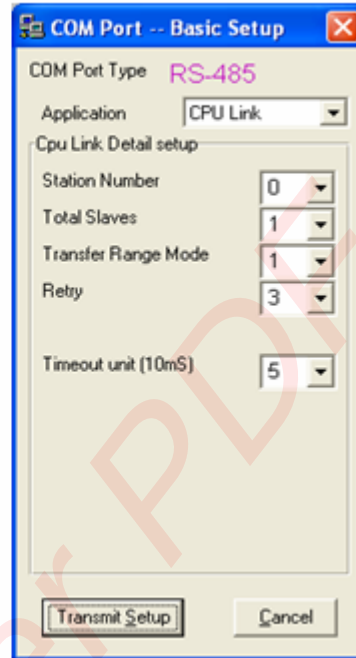 COM Port -- Basic Setup
COM Port Type RS-485
Application CPU Link
Cpu Link Detail setup
Station Number 0
Total Slaves 1
Transfer Range Mode 1
Retry 3
Timeout unit (10mS) 5
Transmit Setup Cancel
PDF